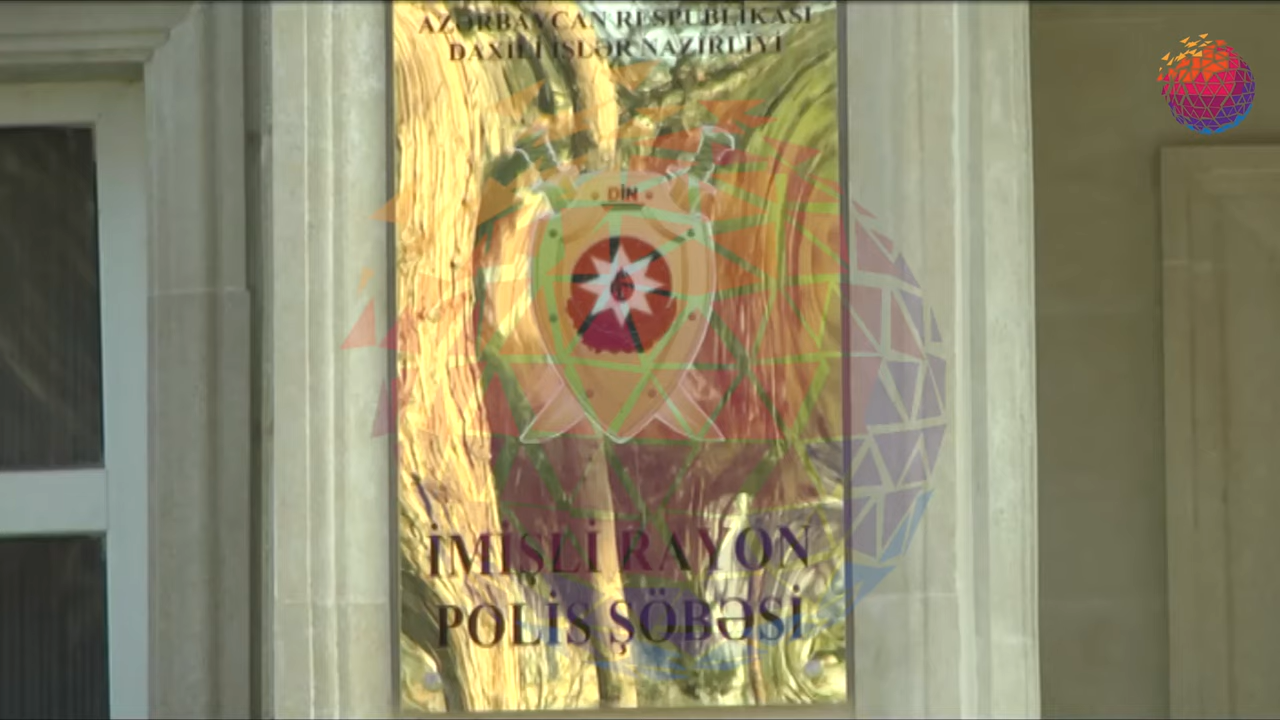 AZƏRBAYCAN RESPUBLİKASI
DAXİLİ İŞLƏR NAZİRLİYİ
DİN
İMİŞLİ RAYON
POLİS ŞÖBƏSİ